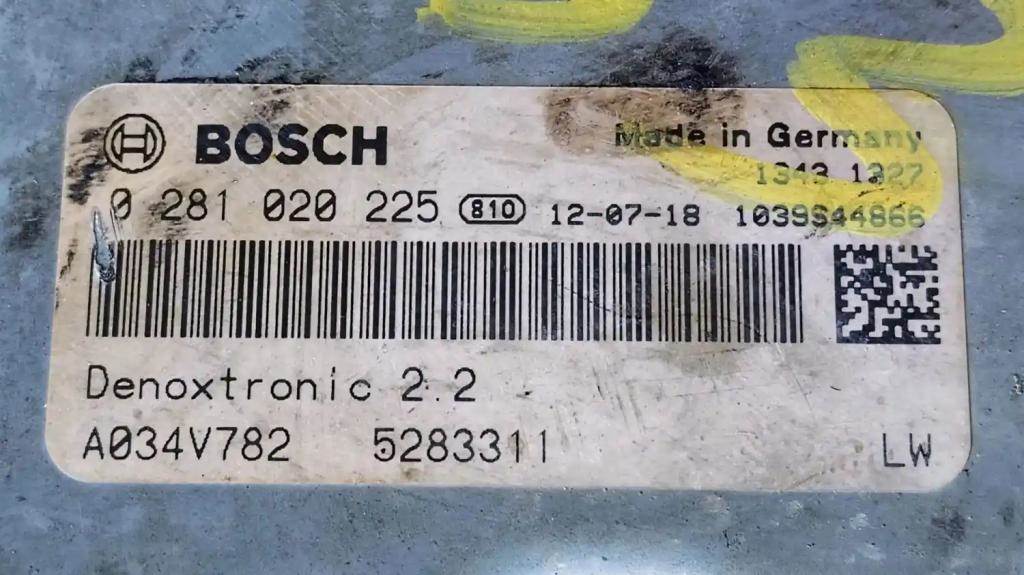 BOSCH
Made in Germany
1343 1327
0 281 020 225 810 12-07-18 1039S44866
Denoxtronic 2.2
A034V782 5283311 LW